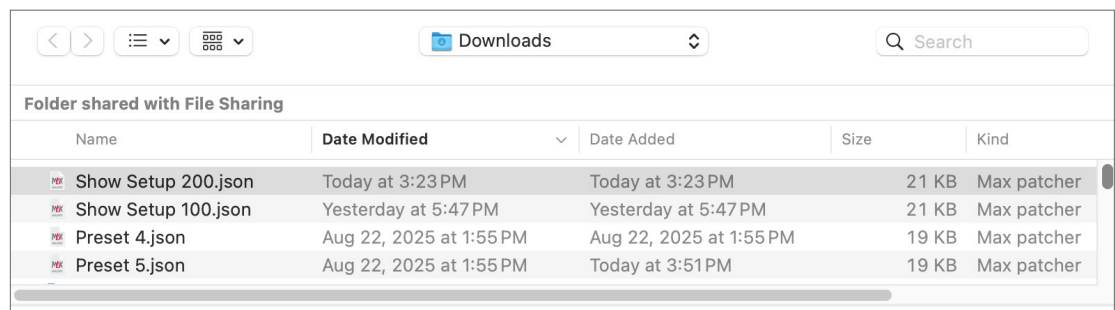 Downloads
Search
Folder shared with File Sharing
Name Date Modified Date Added Size Kind
Show Setup 200.json Today at 3:23 PM Today at 3:23 PM 21 KB Max patcher
Show Setup 100.json Yesterday at 5:47 PM Yesterday at 5:47 PM 21 KB Max patcher
Preset 4.json Aug 22, 2025 at 1:55 PM Aug 22, 2025 at 1:55 PM 19 KB Max patcher
Preset 5.json Aug 22, 2025 at 1:55 PM Today at 3:51 PM 19 KB Max patcher